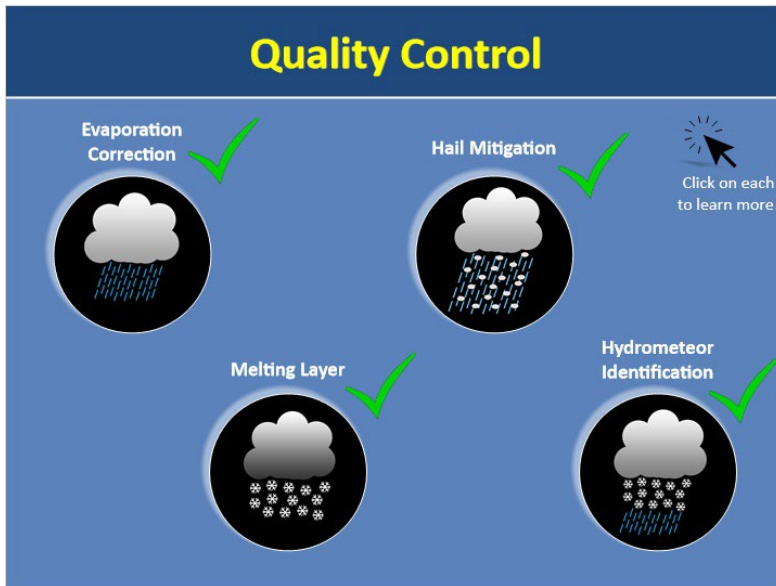 Quality Control
Evaporation
Correction
Hail Mitigation
Click on each
to learn more
Melting Layer
Hydrometeor
Identification